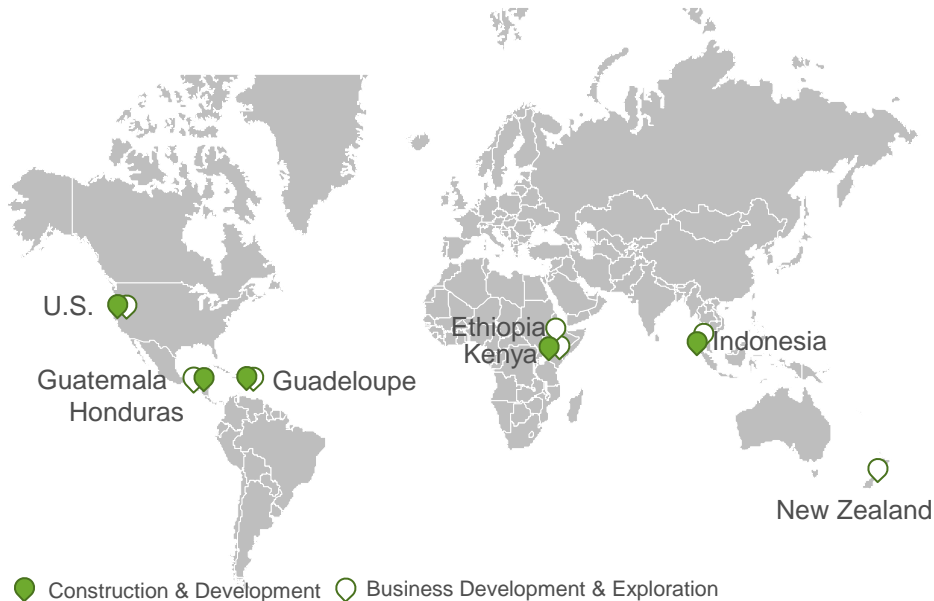 U.S.
Ethiopia
Kenya
Indonesia
Guatemala
Guadeloupe
Honduras
New Zealand
Construction & Development
Business Development & Exploration